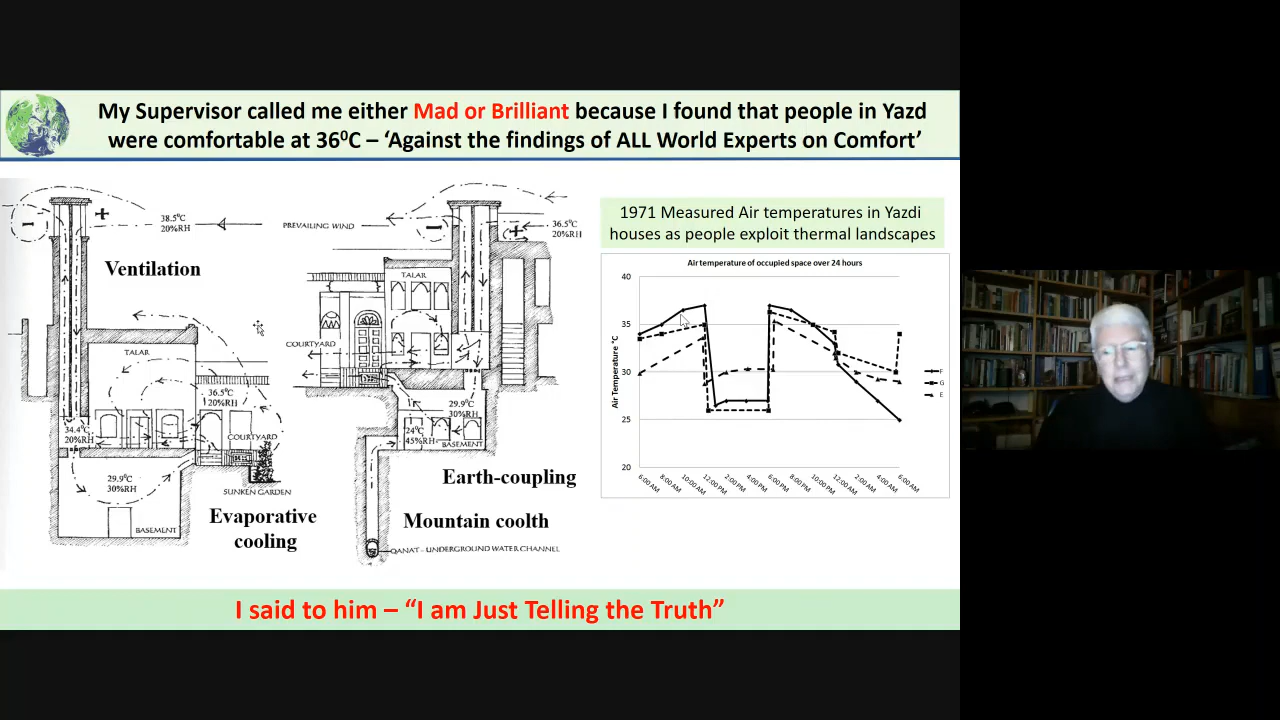 My Supervisor called me either Mad or Brilliant because I found that people in Yazd
were comfortable at 36⁰C – ‘Against the findings of ALL World Experts on Comfort’
38.5⁰C
20%RH
PREVAILING WIND
36.5⁰C
20%RH
Ventilation
TALAR
COURTYARD
TALAR
36.5⁰C
20%RH
34.4⁰C
20%RH
COURTYARD
29.9⁰C
30%RH
24⁰C
45%RH
BASEMENT
29.9⁰C
30%RH
SUNKEN GARDEN
BASEMENT
Earth-coupling
Evaporative
cooling
Mountain coolth
QANAT - UNDERGROUND WATER CHANNEL
1971 Measured Air temperatures in Yazdi
houses as people exploit thermal landscapes
Air temperature of occupied space over 24 hours
Air Temperature °C
40
35
30
25
20
6:00 AM
8:00 AM
10:00 AM
12:00 PM
2:00 PM
4:00 PM
6:00 PM
8:00 PM
10:00 PM
12:00 AM
2:00 AM
4:00 AM
6:00 AM
F
G
E
I said to him – “I am Just Telling the Truth”